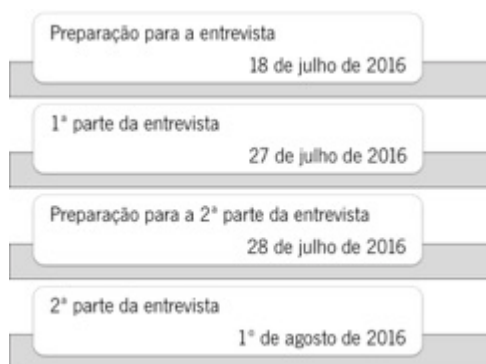 Preparação para a entrevista
18 de julho de 2016
1ª parte da entrevista
27 de julho de 2016
Preparação para a 2ª parte da entrevista
28 de julho de 2016
2ª parte da entrevista
1º de agosto de 2016